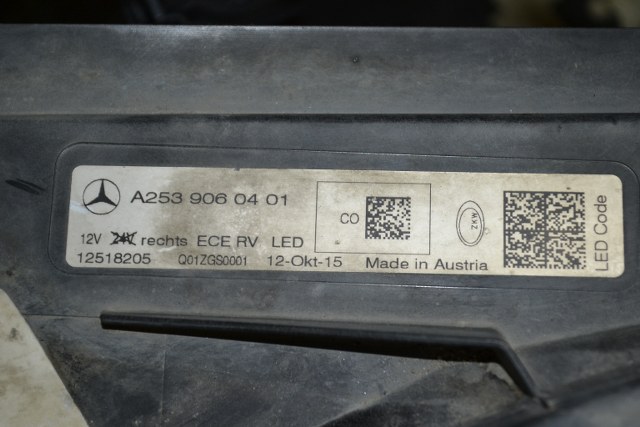 A253 906 04 01
CO
ZKW
LED Code
12V 24V rechts ECE RV LED
12518205 Q01ZGS0001 12-Okt-15 Made in Austria